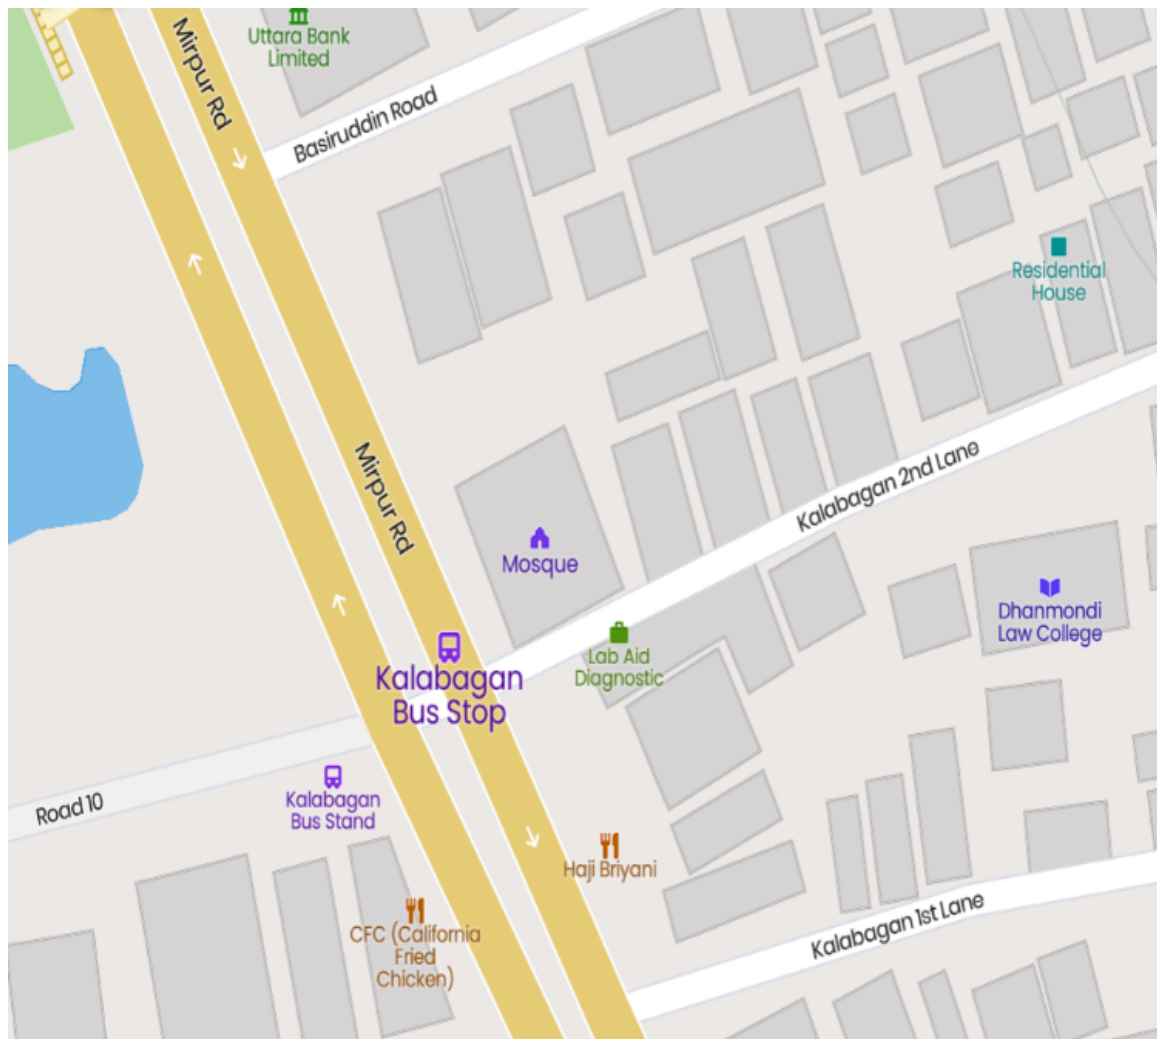 Uttara Bank
Limited
Mirpur Rd
Basiruddin Road
Residential
House
Mirpur Rd
Kalabagan 2nd Lane
Mosque
Dhanmondi
Law College
Lab Aid
Diagnostic
Kalabagan
Bus Stop
Kalabagan
Bus Stand
Road 10
Haji Briyani
Kalabagan 1st Lane
CFC (California
Fried
Chicken)